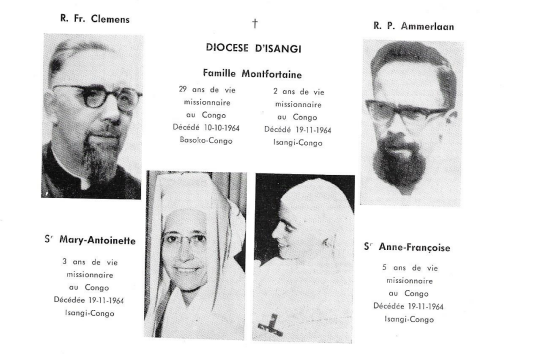 R. Fr. Clemens
†
R. P. Ammerlaan
DIOCESE D'ISANGI
Famille Montfortaine
29 ans de vie
missionnaire
au Congo
Décédé 10-10-1964
Basoko-Congo
2 ans de vie
missionnaire
au Congo
Décédé 19-11-1964
Isangi-Congo
Sr Mary-Antoinette
3 ans de vie
missionnaire
au Congo
Décédée 19-11-1964
Isangi-Congo
Sr Anne-Françoise
5 ans de vie
missionnaire
au Congo
Décédée 19-11-1964
Isangi-Congo